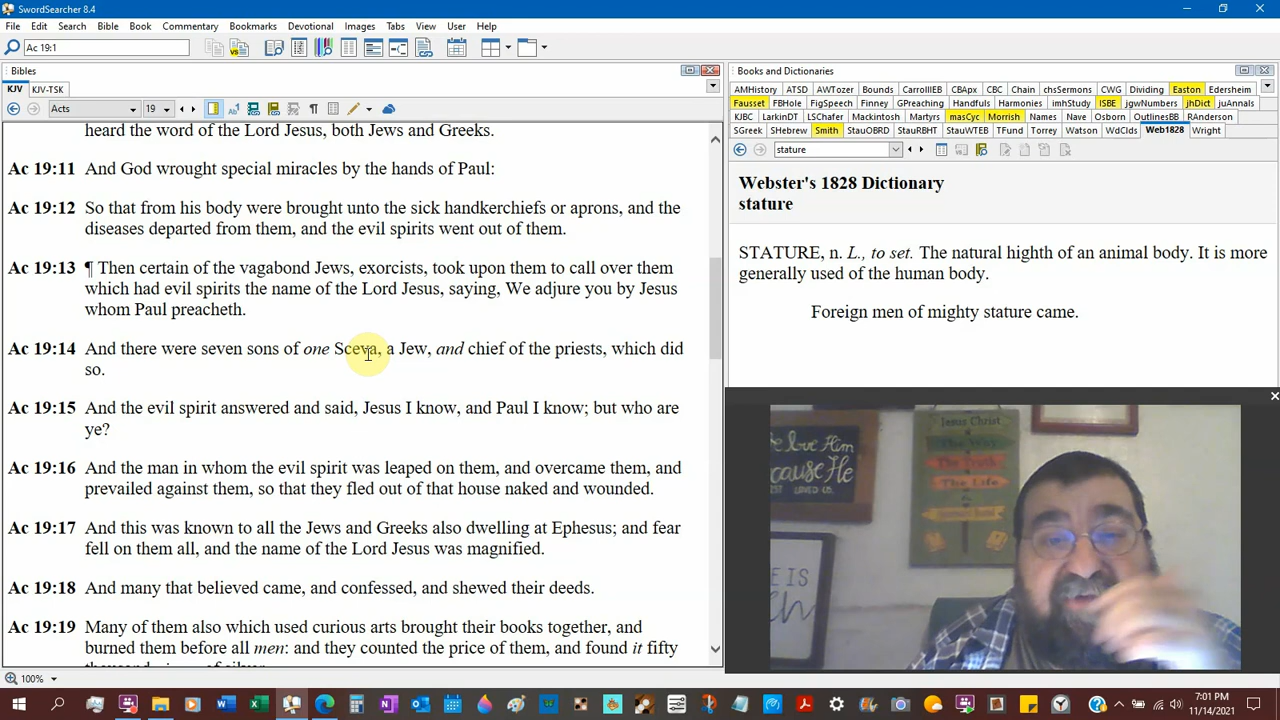 SwordSearcher 8.4
File Edit Search Bible Book Commentary Bookmarks Devotional Images Tabs View User Help
Ac 19:1
Bibles
KJV KJV-TSK
Acts 19
heard the word of the Lord Jesus, both Jews and Greeks.
Ac 19:11 And God wrought special miracles by the hands of Paul:
Ac 19:12 So that from his body were brought unto the sick handkerchiefs or aprons, and the
diseases departed from them, and the evil spirits went out of them.
Ac 19:13 ¶ Then certain of the vagabond Jews, exorcists, took upon them to call over them
which had evil spirits the name of the Lord Jesus, saying, We adjure you by Jesus
whom Paul preacheth.
Ac 19:14 And there were seven sons of one Sceva, a Jew, and chief of the priests, which did
so.
Ac 19:15 And the evil spirit answered and said, Jesus I know, and Paul I know; but who are
ye?
Ac 19:16 And the man in whom the evil spirit was leaped on them, and overcame them, and
prevailed against them, so that they fled out of that house naked and wounded.
Ac 19:17 And this was known to all the Jews and Greeks also dwelling at Ephesus; and fear
fell on them all, and the name of the Lord Jesus was magnified.
Ac 19:18 And many that believed came, and confessed, and shewed their deeds.
Ac 19:19 Many of them also which used curious arts brought their books together, and
burned them before all men: and they counted the price of them, and found it fifty
100%
Books and Dictionaries
AMHistory ATSD AWTozer Bounds CarrollIEB CBApx CBC Chain chsSermons CWG Dividing Easton Edersheim
Fausset FBHole FigSpeech Finney GPreaching Handfuls Harmonies imhStudy ISBE jgwNumbers jhDict juAnnals
KJBC LarkinDT LSChafer Mackintosh Martyrs masCyc Morrish Nave Osborn OutlinesBB RAnderson
SGreek SHebrew Smith StauOBRD StauRBHT StauWTEB TFund Torrey Watson WdClds Web1828 Wright
stature
Webster's 1828 Dictionary
stature
STATURE, n. L., to set. The natural highth of an animal body. It is more
generally used of the human body.
Foreign men of mighty stature came.
Jesus Christ
The Way
The Truth
The Life
love Him
because He
LOVED
7:01 PM
11/14/2021